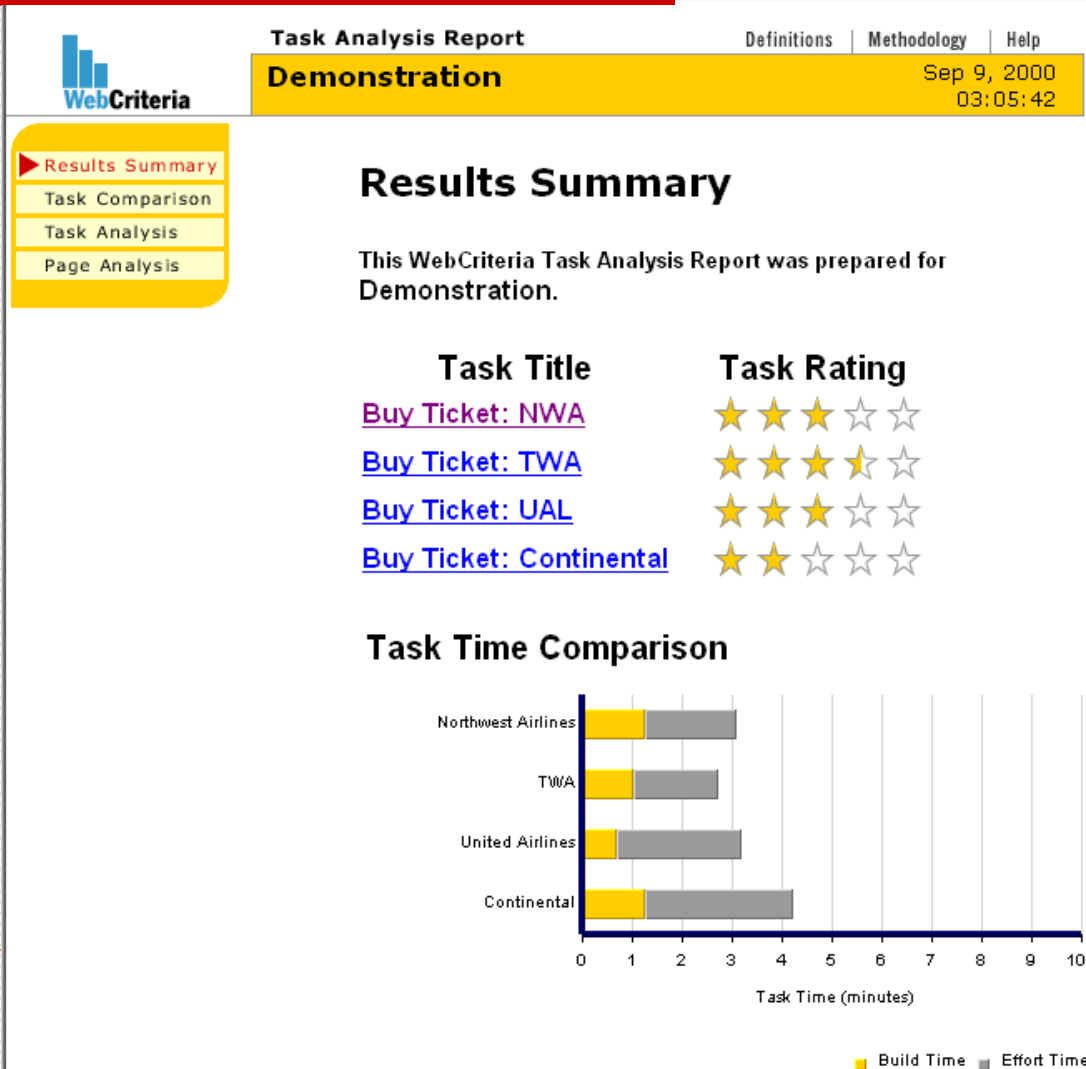 Task Analysis Report
Definitions | Methodology | Help
WebCriteria
Demonstration
Sep 9, 2000
03:05:42
Results Summary
Task Comparison
Task Analysis
Page Analysis
Results Summary
This WebCriteria Task Analysis Report was prepared for
Demonstration.
Task Title Task Rating
Buy Ticket: NWA
Buy Ticket: TWA
Buy Ticket: UAL
Buy Ticket: Continental
Task Time Comparison
Northwest Airlines
TWA
United Airlines
Continental
0 1 2 3 4 5 6 7 8 9 10
Task Time (minutes)
Build Time Effort Time